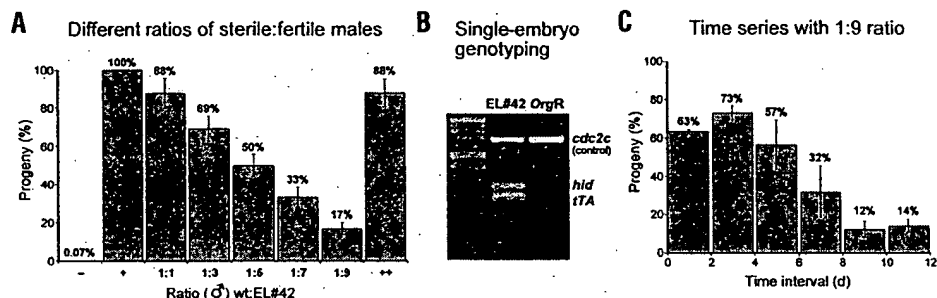 A Different ratios of sterile:fertile males
Progeny (%)
100
80
60
40
20
0
0.07%
100%
88%
69%
50%
33%
17%
88%
– + 1:1 1:3 1:6 1:7 1:9 ++
Ratio (♂) wt:EL#42
B Single-embryo
genotyping
EL#42 OrgR
cdc2c
(control)
hid
tTA
C Time series with 1:9 ratio
Progeny (%)
100
80
60
40
20
0
63%
73%
57%
32%
12%
14%
0 2 4 6 8 10 12
Time interval (d)